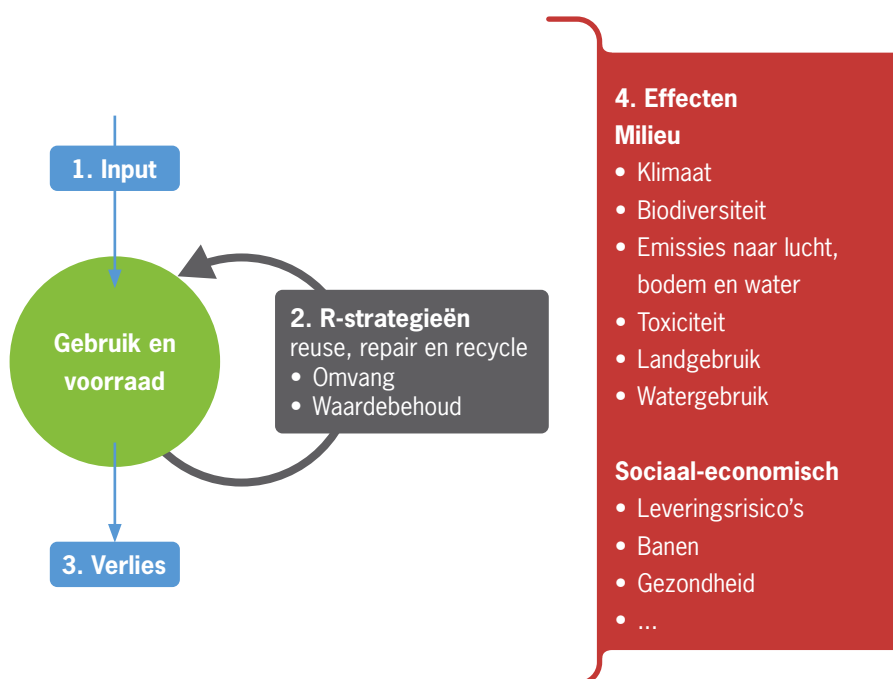 1. Input
Gebruik en
voorraad
2. R-strategieën
reuse, repair en recycle
• Omvang
• Waardebehoud
3. Verlies
4. Effecten
Milieu
• Klimaat
• Biodiversiteit
• Emissies naar lucht,
bodem en water
• Toxiciteit
• Landgebruik
• Watergebruik
Sociaal-economisch
• Leveringsrisico's
• Banen
• Gezondheid
• ...